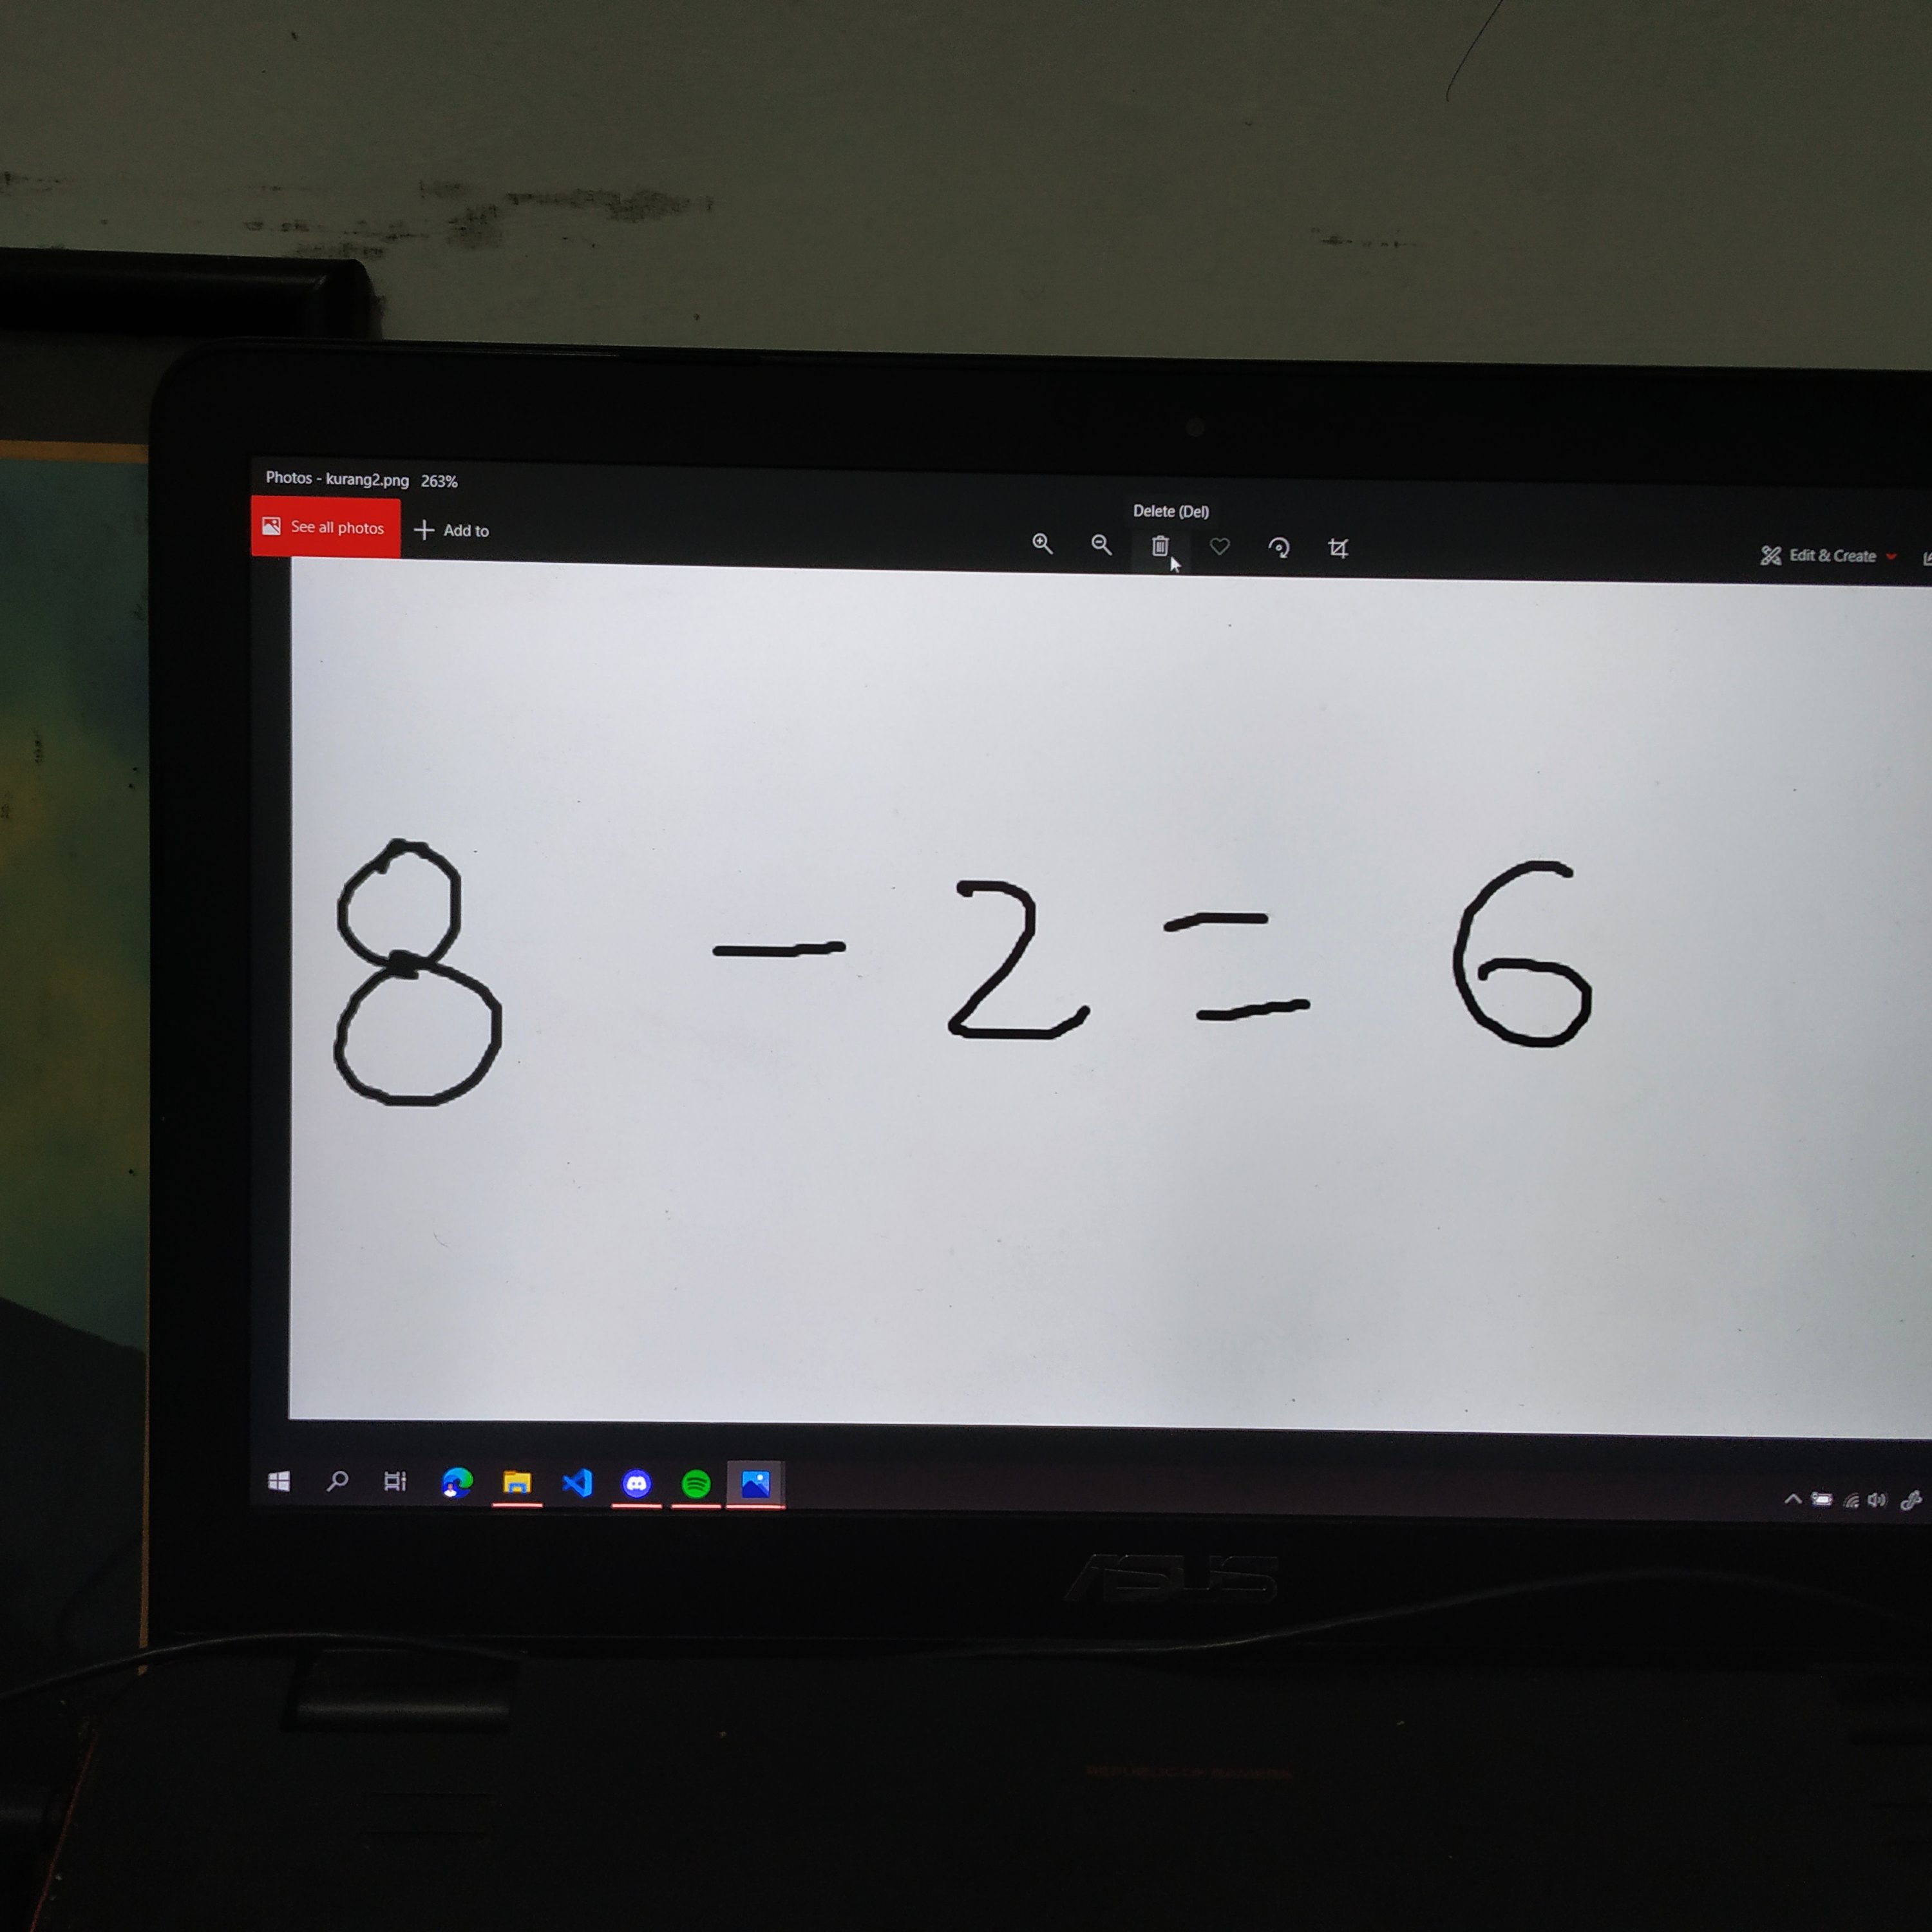 Photos - kurang2.png 263%
Delete (Del)
See all photos
Add to
Edit & Create
8 - 2 = 6
ASUS